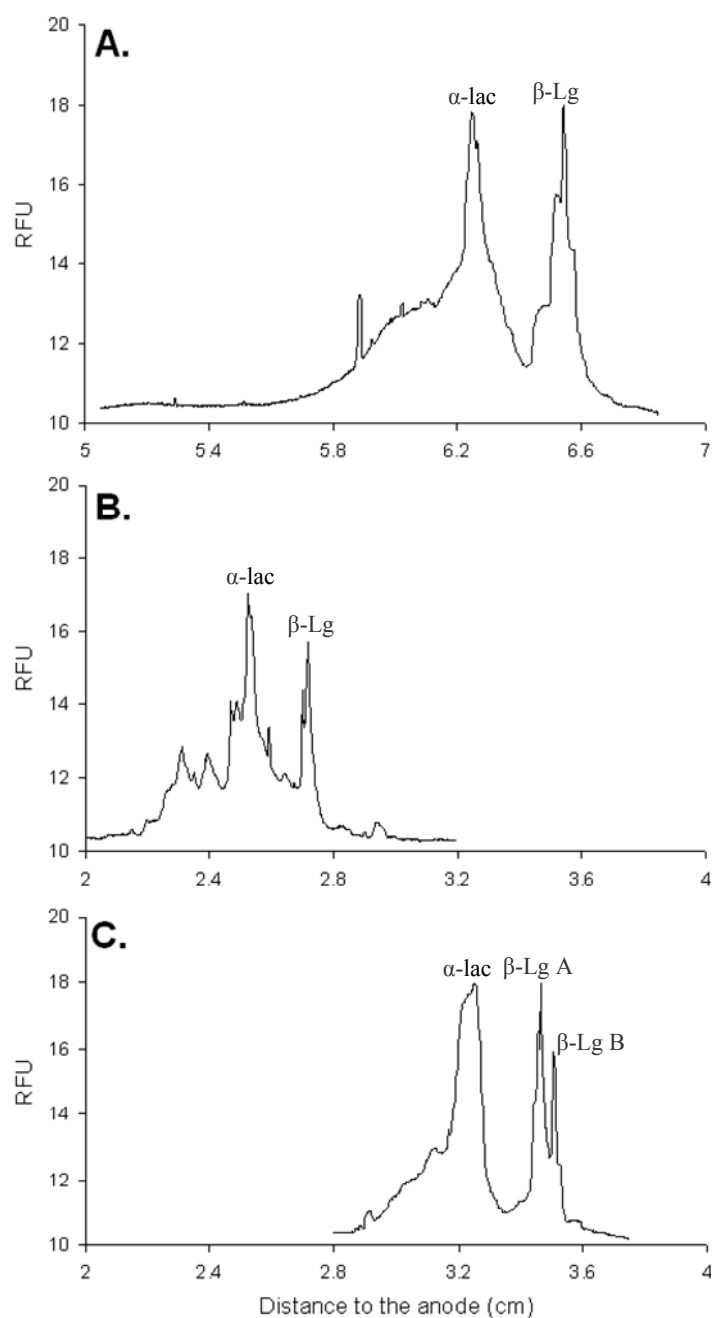 A.
20
18
16
14
12
10
RFU
α-lac
β-Lg
5
5.4
5.8
6.2
6.6
7
B.
20
18
16
14
12
10
RFU
α-lac
β-Lg
2
2.4
2.8
3.2
3.6
4
C.
20
18
16
14
12
10
RFU
α-lac
β-Lg A
β-Lg B
2
2.4
2.8
3.2
3.6
4
Distance to the anode (cm)